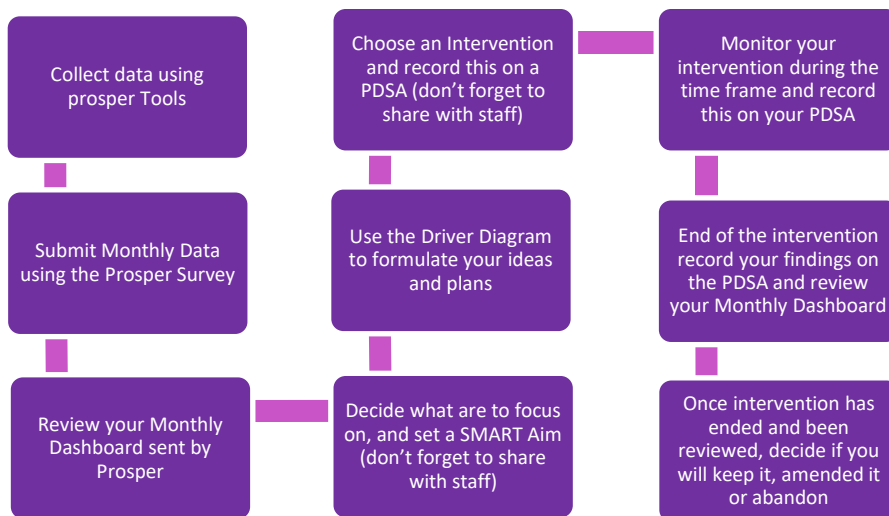 Collect data using
prosper Tools
Submit Monthly Data
using the Prosper Survey
Review your Monthly
Dashboard sent by
Prosper
Decide what are to focus
on, and set a SMART Aim
(don’t forget to share
with staff)
Use the Driver Diagram
to formulate your ideas
and plans
Choose an Intervention
and record this on a
PDSA (don’t forget to
share with staff)
Monitor your
intervention during the
time frame and record
this on your PDSA
End of the intervention
record your findings on
the PDSA and review
your Monthly Dashboard
Once intervention has
ended and been
reviewed, decide if you
will keep it, amended it
or abandon